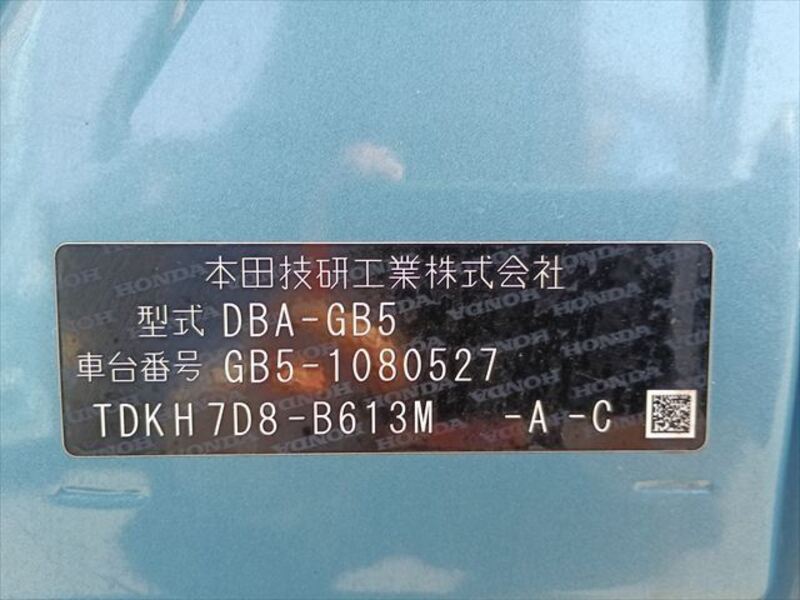 本田技研工業株式会社
型式 DBA-GB5
車台番号 GB5-1080527
TDKH7D8-B613M -A-C